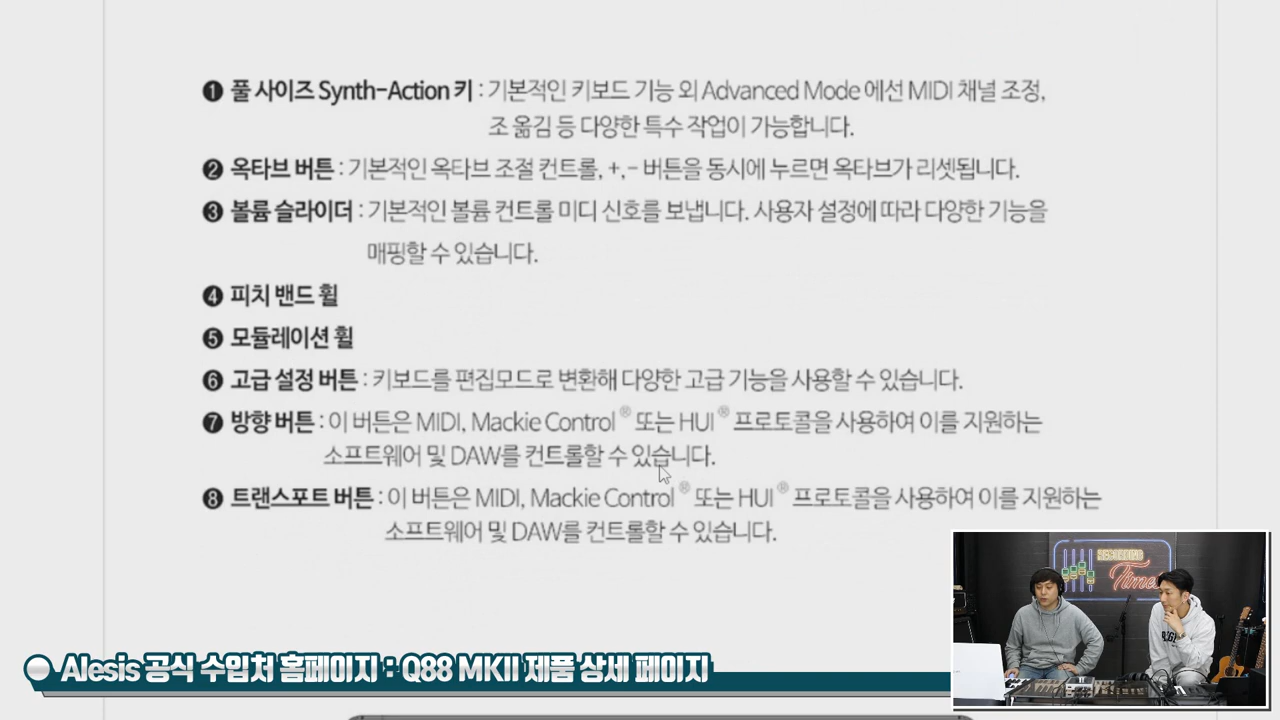 ❶ 풀 사이즈 Synth-Action 키 : 기본적인 키보드 기능 외 Advanced Mode 에선 MIDI 채널 조정,
조 옮김 등 다양한 특수 작업이 가능합니다.
❷ 옥타브 버튼 : 기본적인 옥타브 조절 컨트롤, +,- 버튼을 동시에 누르면 옥타브가 리셋됩니다.
❸ 볼륨 슬라이더 : 기본적인 볼륨 컨트롤 미디 신호를 보냅니다. 사용자 설정에 따라 다양한 기능을
매핑할 수 있습니다.
❹ 피치 밴드 휠
❺ 모듈레이션 휠
❻ 고급 설정 버튼 : 키보드를 편집모드로 변환해 다양한 고급 기능을 사용할 수 있습니다.
❼ 방향 버튼 : 이 버튼은 MIDI, Mackie Control ® 또는 HUI ® 프로토콜을 사용하여 이를 지원하는
소프트웨어 및 DAW를 컨트롤할 수 있습니다.
❽ 트랜스포트 버튼 : 이 버튼은 MIDI, Mackie Control ® 또는 HUI ® 프로토콜을 사용하여 이를 지원하는
소프트웨어 및 DAW를 컨트롤할 수 있습니다.
RECORDING
Times
Alesis 공식 수입처 홈페이지 : Q88 MKII 제품 상세 페이지